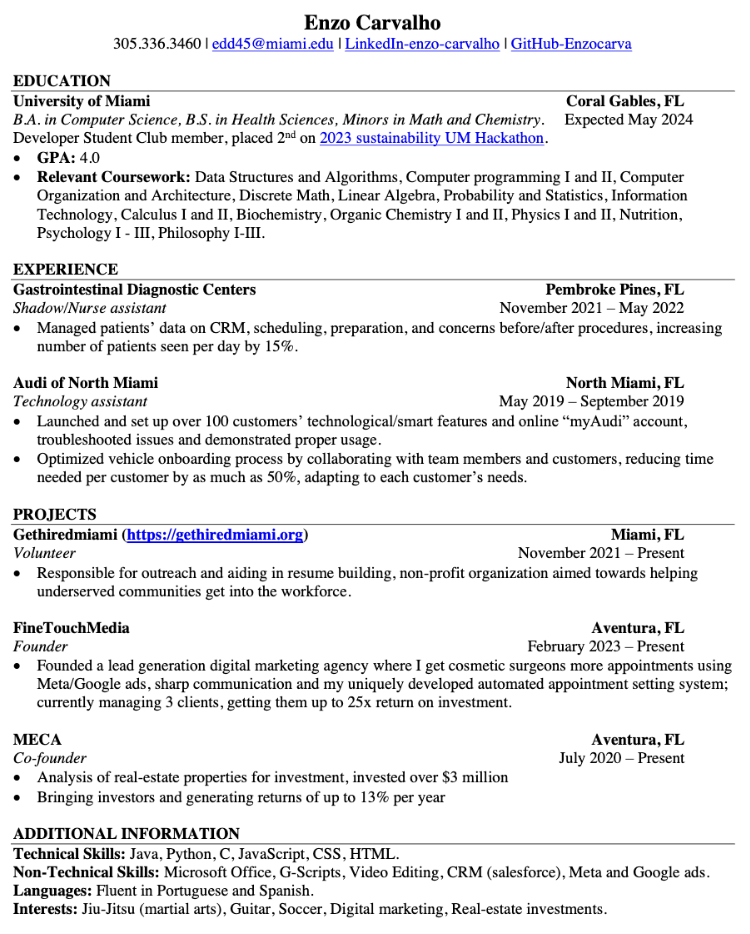 Enzo Carvalho
305.336.3460 | edd45@miami.edu | LinkedIn-enzo-carvalho | GitHub-Enzocarva
EDUCATION
University of Miami Coral Gables, FL
B.A. in Computer Science, B.S. in Health Sciences, Minors in Math and Chemistry. Expected May 2024
Developer Student Club member, placed 2nd on 2023 sustainability UM Hackathon.
• GPA: 4.0
• Relevant Coursework: Data Structures and Algorithms, Computer programming I and II, Computer
Organization and Architecture, Discrete Math, Linear Algebra, Probability and Statistics, Information
Technology, Calculus I and II, Biochemistry, Organic Chemistry I and II, Physics I and II, Nutrition,
Psychology I - III, Philosophy I-III.
EXPERIENCE
Gastrointestinal Diagnostic Centers Pembroke Pines, FL
Shadow/Nurse assistant November 2021 – May 2022
• Managed patients’ data on CRM, scheduling, preparation, and concerns before/after procedures, increasing
number of patients seen per day by 15%.
Audi of North Miami North Miami, FL
Technology assistant May 2019 – September 2019
• Launched and set up over 100 customers’ technological/smart features and online “myAudi” account,
troubleshooted issues and demonstrated proper usage.
• Optimized vehicle onboarding process by collaborating with team members and customers, reducing time
needed per customer by as much as 50%, adapting to each customer’s needs.
PROJECTS
Gethiredmiami (https://gethiredmiami.org) Miami, FL
Volunteer November 2021 – Present
• Responsible for outreach and aiding in resume building, non-profit organization aimed towards helping
underserved communities get into the workforce.
FineTouchMedia Aventura, FL
Founder February 2023 – Present
• Founded a lead generation digital marketing agency where I get cosmetic surgeons more appointments using
Meta/Google ads, sharp communication and my uniquely developed automated appointment setting system;
currently managing 3 clients, getting them up to 25x return on investment.
MECA Aventura, FL
Co-founder July 2020 – Present
• Analysis of real-estate properties for investment, invested over $3 million
• Bringing investors and generating returns of up to 13% per year
ADDITIONAL INFORMATION
Technical Skills: Java, Python, C, JavaScript, CSS, HTML.
Non-Technical Skills: Microsoft Office, G-Scripts, Video Editing, CRM (salesforce), Meta and Google ads.
Languages: Fluent in Portuguese and Spanish.
Interests: Jiu-Jitsu (martial arts), Guitar, Soccer, Digital marketing, Real-estate investments.